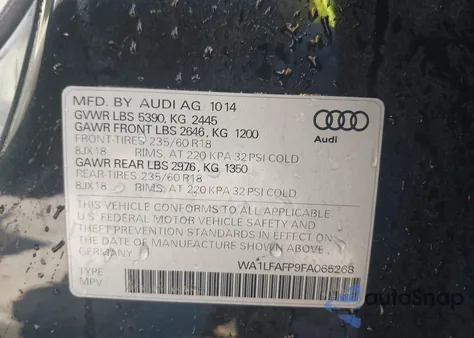 MFD. BY AUDI AG 10 14
GVWR LBS 5390, KG 2445
GAWR FRONT LBS 2646, KG 1200
FRONT-TIRES 235/60 R18
8JX18 RIMS, AT 220 KPA 32 PSI COLD
GAWR REAR LBS 2976, KG 1350
REAR-TIRES 235/60 R18
8JX18 RIMS, AT 220 KPA 32 PSI COLD
THIS VEHICLE CONFORMS TO ALL APPLICABLE
U.S. FEDERAL MOTOR VEHICLE SAFETY AND
THEFT PREVENTION STANDARDS IN EFFECT ON
THE DATE OF MANUFACTURE SHOWN ABOVE.
GERMANY
WA1LFAFP9FA065268
TYPE
MPV
Audi
autoSnap